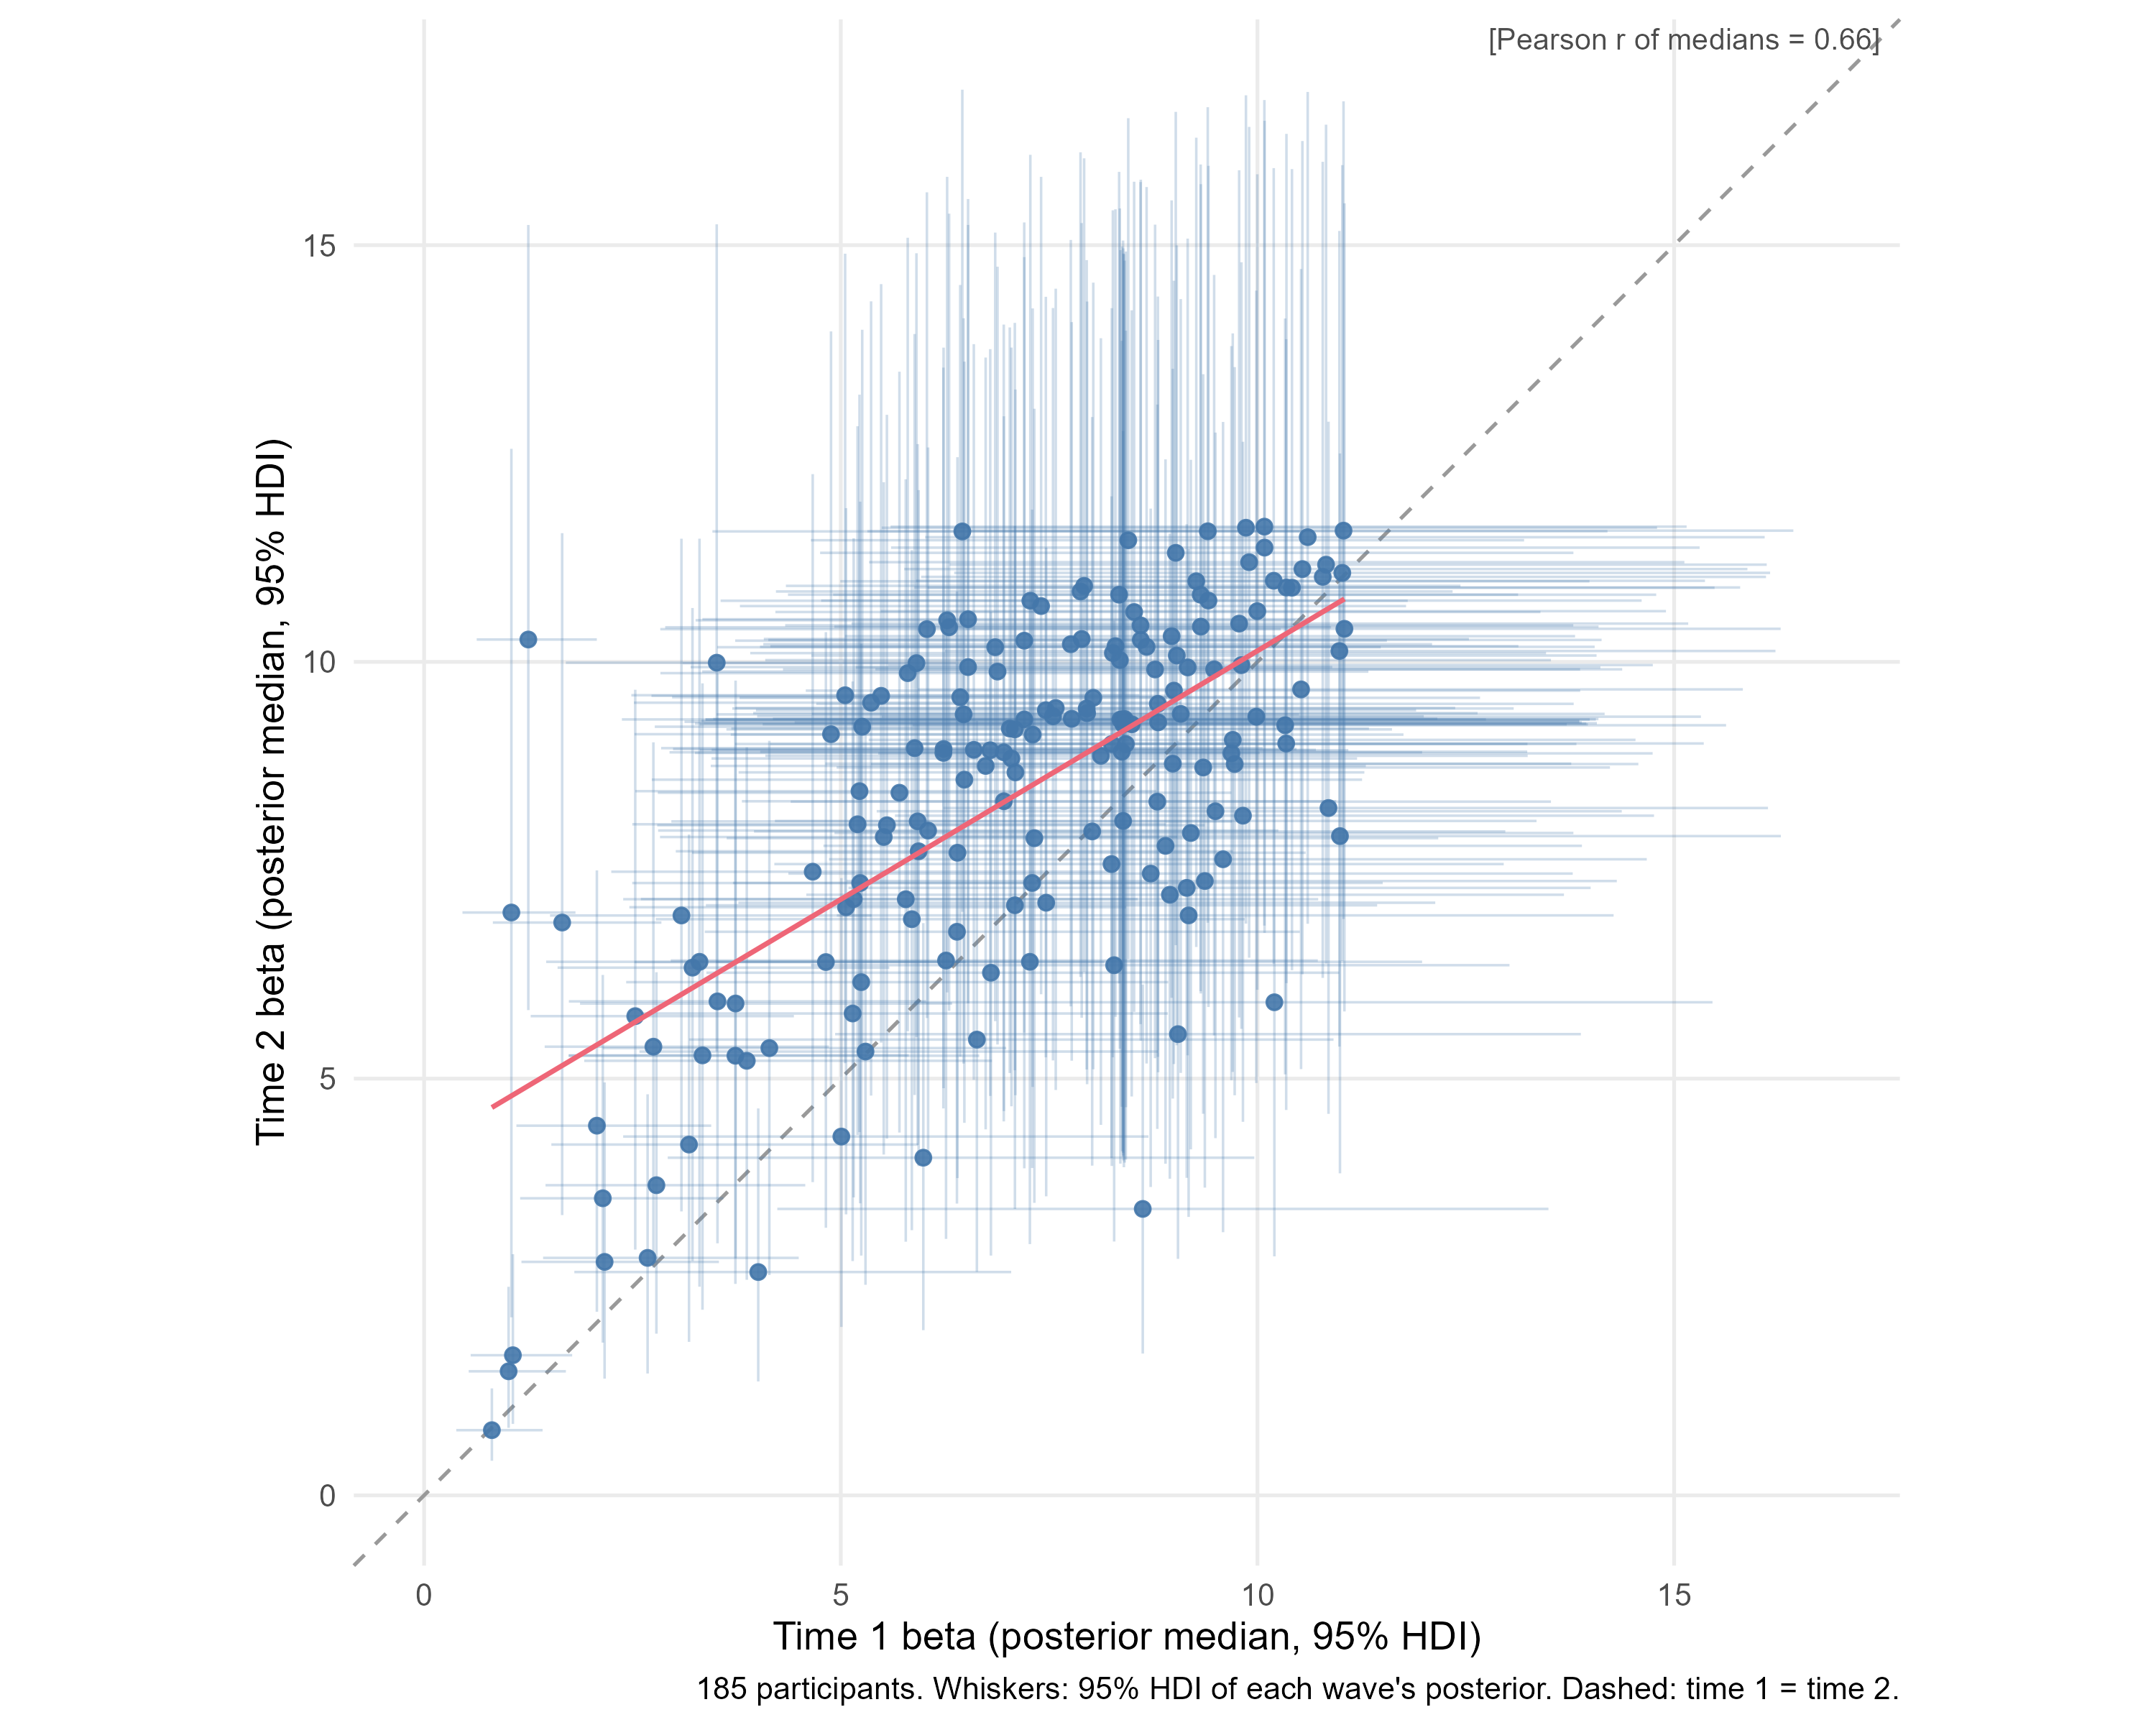 [Pearson r of medians = 0.66]
15
10
5
0
Time 2 beta (posterior median, 95% HDI)
0 5 10 15
Time 1 beta (posterior median, 95% HDI)
185 participants. Whiskers: 95% HDI of each wave's posterior. Dashed: time 1 = time 2.